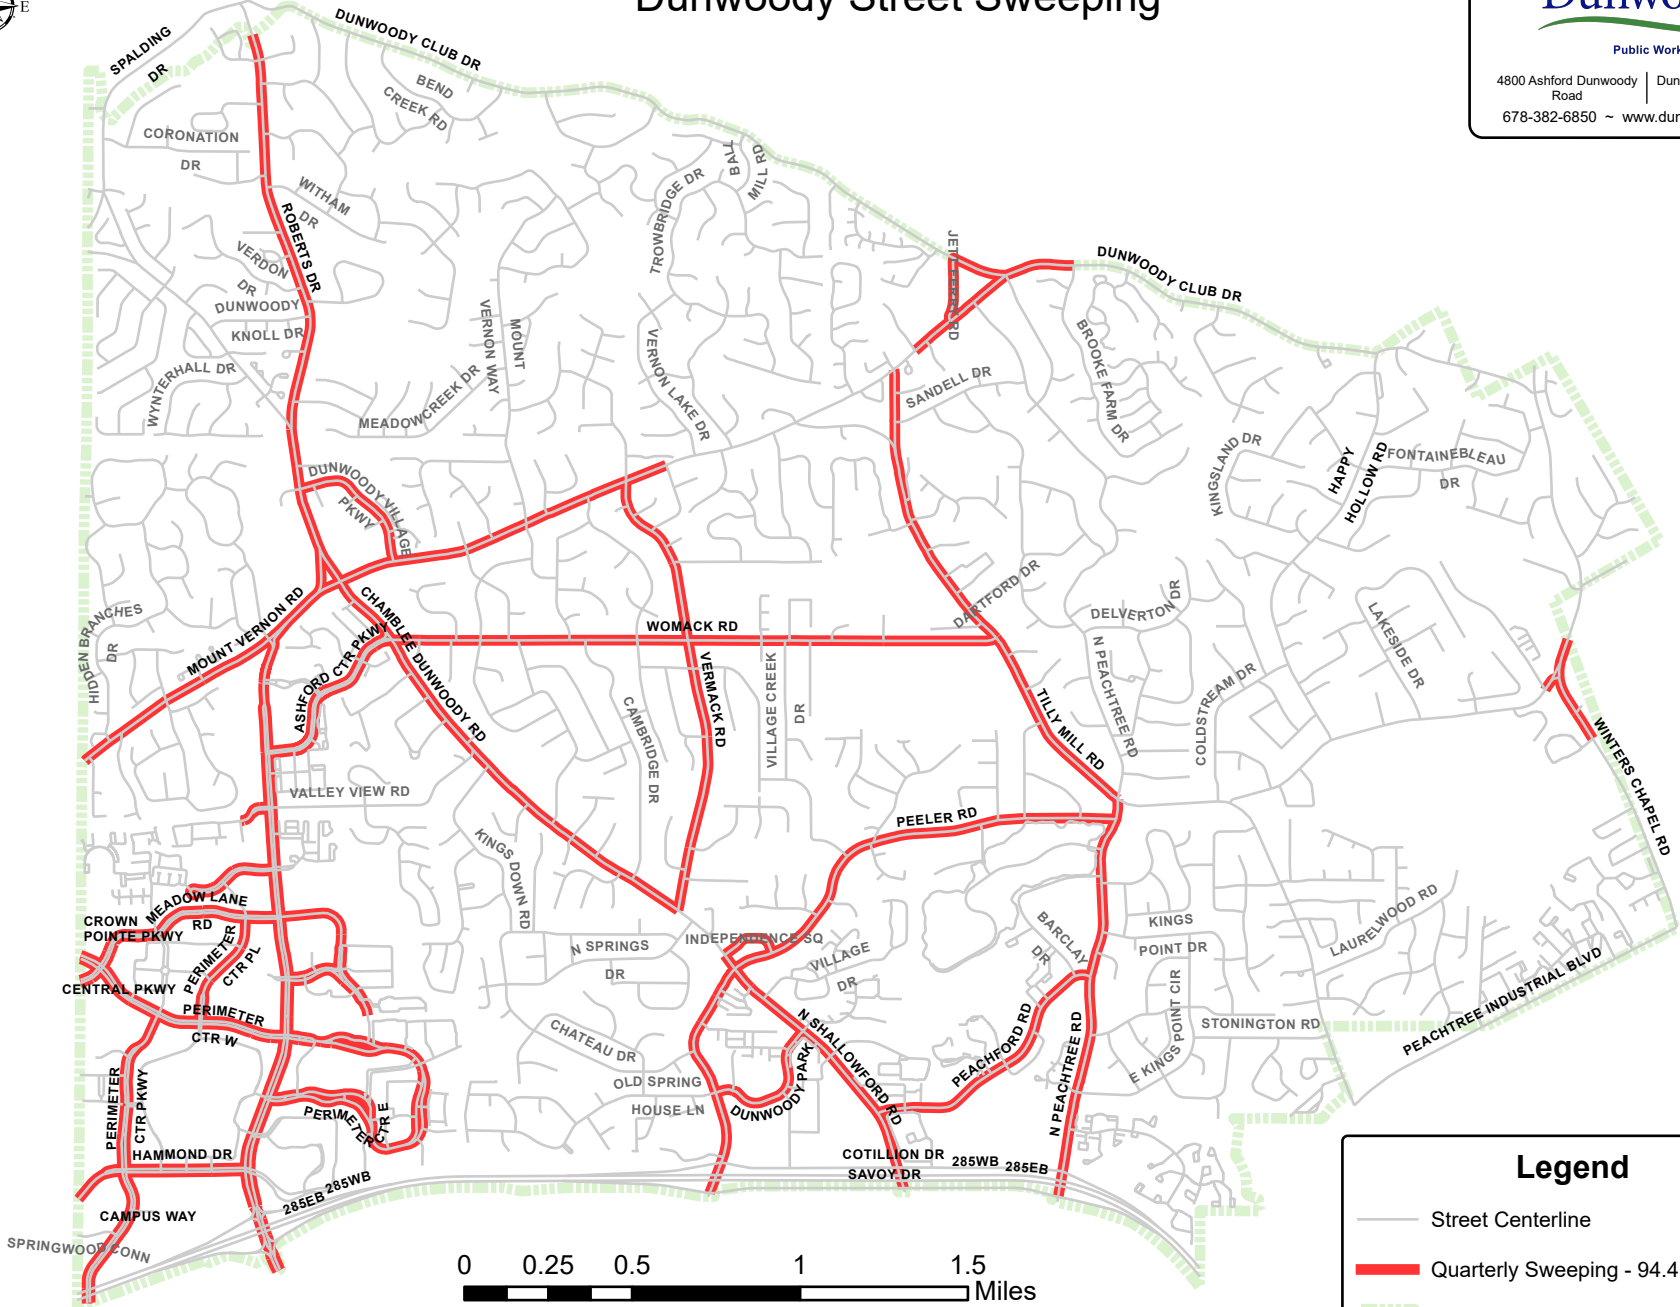 Dunwoody Street Sweeping
E
Public Work
4800 Ashford Dunwoody
Road
678-382-6850 ~ www.dun
SPALDING
DR
DUNWOODY CLUB DR
BEND
CREEK RD
CORONATION
DR
WITHAM
DR
ROBERTS DR
VERDON
DR
DUNWOODY
KNOLL DR
WYNTERHALL DR
MEADOWCREEK DR
MOUNT
VERNON WAY
TROWBRIDGE DR
BALL
MILL RD
VERNON LAKE DR
JETT FERRY RD
DUNWOODY CLUB DR
SANDELL DR
BROOKE FARM DR
KINGSLAND DR
HAPPY
HOLLOW RD
FONTAINEBLEAU
DR
DUNWOODY VILLAGE
PKWY
HIDDEN BRANCHES
DR
MOUNT VERNON RD
CHAMBLEE DUNWOODY RD
ASHFORD CTR PKWY
WOMACK RD
VERMACK RD
CAMBRIDGE DR
VILLAGE CREEK
DR
DARTFORD DR
DELVERTON DR
N PEACHTREE RD
TILLY MILL RD
COLDSTREAM DR
LAKESIDE DR
WINTERS CHAPEL RD
VALLEY VIEW RD
KINGS DOWN RD
PEELER RD
MEADOW LANE
RD
CROWN
POINTE PKWY
PERIMETER
CTR PL
CENTRAL PKWY
PERIMETER
CTR W
N SPRINGS
DR
INDEPENDENCE SQ
VILLAGE
DR
BARCLAY
DR
KINGS
POINT DR
LAURELWOOD RD
PEACHTREE INDUSTRIAL BLVD
STONINGTON RD
E KINGS POINT CIR
CHATEAU DR
OLD SPRING
HOUSE LN
DUNWOODY PARK
N SHALLOWFORD RD
PEACHFORD RD
N PEACHTREE RD
PERIMETER
CTR PKWY
PERIMETER
CTR E
HAMMOND DR
CAMPUS WAY
SPRINGWOOD CONN
285EB 285WB
COTILLION DR
SAVOY DR
285WB 285EB
0 0.25 0.5 1 1.5
Miles
Legend
Street Centerline
Quarterly Sweeping - 94.4